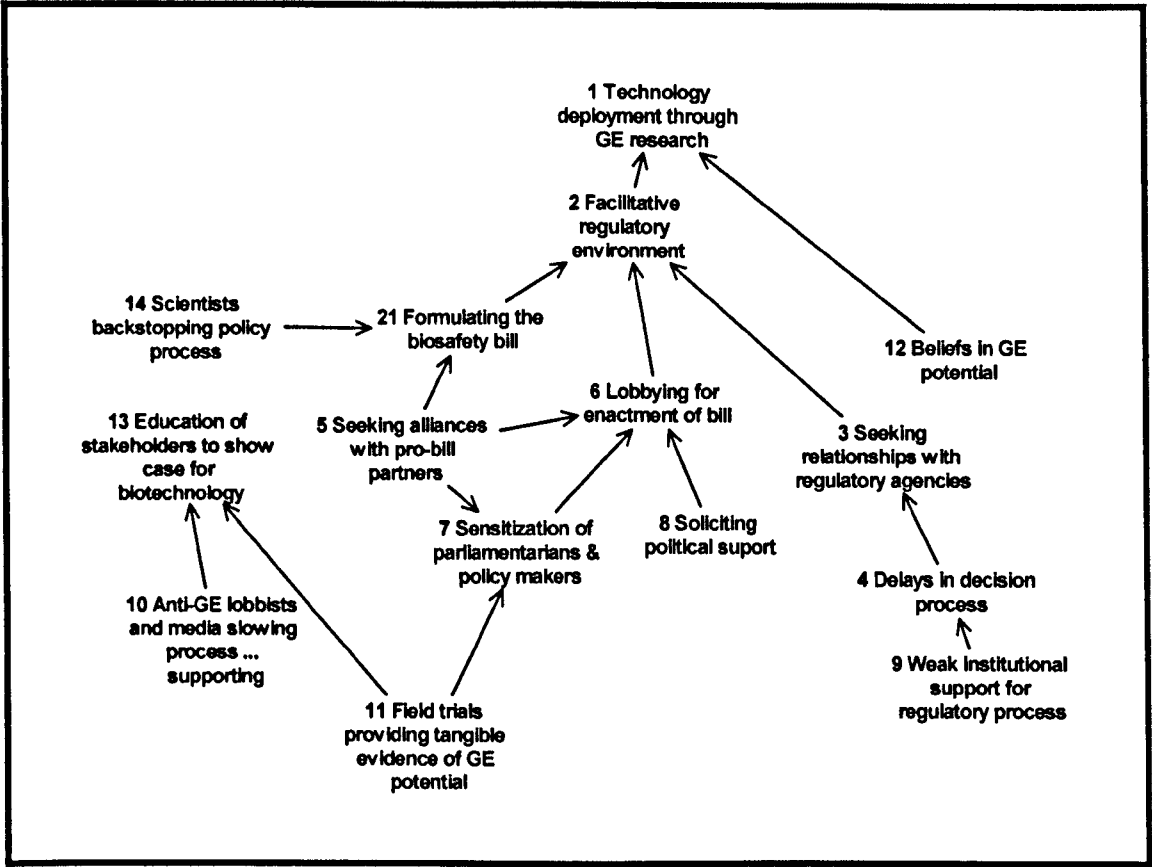 1 Technology
deployment through
GE research
2 Facilitative
regulatory
environment
14 Scientists
backstopping policy
process
21 Formulating the
biosafety bill
12 Beliefs in GE
potential
6 Lobbying for
enactment of bill
13 Education of
stakeholders to show
case for
biotechnology
5 Seeking alliances
with pro-bill
partners
3 Seeking
relationships with
regulatory agencies
7 Sensitization of
parliamentarians &
policy makers
8 Soliciting
political suport
4 Delays in decision
process
10 Anti-GE lobbists
and media slowing
process ...
supporting
9 Weak institutional
support for
regulatory process
11 Field trials
providing tangible
evidence of GE
potential